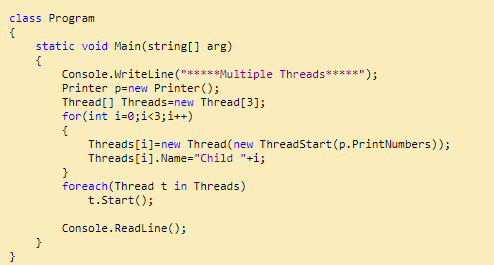 class Program
{
    static void Main(string[] arg)
    {
        Console.WriteLine("*****Multiple Threads*****");
        Printer p=new Printer();
        Thread[] Threads=new Thread[3];
        for(int i=0;i<3;i++)
        {
            Threads[i]=new Thread(new ThreadStart(p.PrintNumbers));
            Threads[i].Name="Child "+i;
        }
        foreach(Thread t in Threads)
            t.Start();

        Console.ReadLine();
    }
}